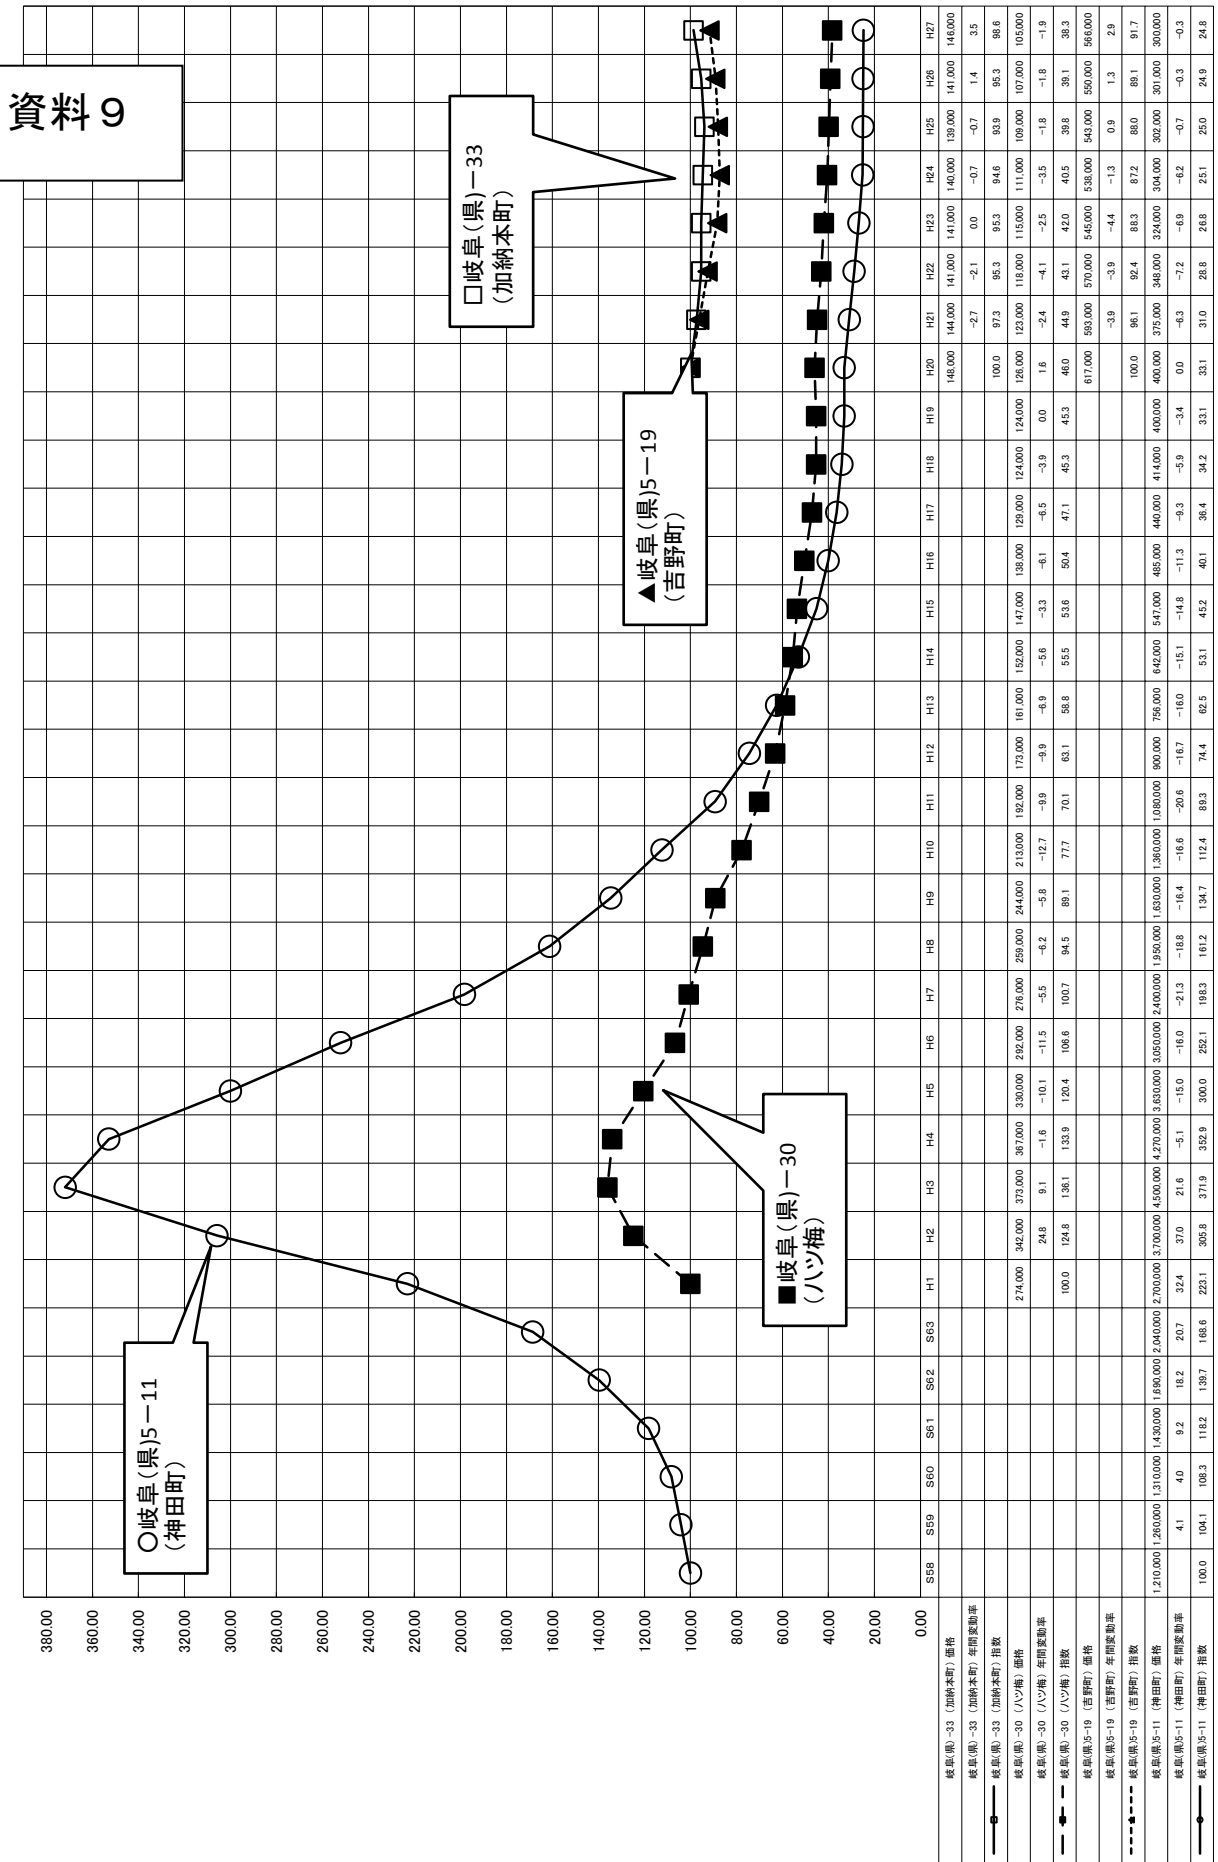 資料９
○岐阜（県）5－11
（神田町）
■岐阜（県）－30
（八ツ梅）
▲岐阜（県）5－19
（吉野町）
□岐阜（県）－33
（加納本町）
380.00
360.00
340.00
320.00
300.00
280.00
260.00
240.00
220.00
200.00
180.00
160.00
140.00
120.00
100.00
80.00
60.00
40.00
20.00
0.00
S58 S59 S60 S61 S62 S63 H1 H2 H3 H4 H5 H6 H7 H8 H9 H10 H11 H12 H13 H14 H15 H16 H17 H18 H19 H20 H21 H22 H23 H24 H25 H26 H27
岐阜(県)-33 （加納本町）価格 148,000 144,000 141,000 141,000 140,000 139,000 141,000 146,000
岐阜(県)-33 （加納本町）年間変動率 -2.7 -2.1 0.0 -0.7 -0.7 1.4 3.5
岐阜(県)-33 （加納本町）指数 100.0 97.3 95.3 95.3 94.6 93.9 95.3 98.6
岐阜(県)-30 （八ツ梅）価格 274,000 342,000 373,000 367,000 330,000 292,000 276,000 259,000 244,000 213,000 192,000 173,000 161,000 152,000 147,000 138,000 129,000 124,000 124,000 126,000 123,000 118,000 115,000 111,000 109,000 107,000 105,000
岐阜(県)-30 （八ツ梅）年間変動率 24.8 9.1 -1.6 -10.1 -11.5 -5.5 -6.2 -5.8 -12.7 -9.9 -9.9 -6.9 -5.6 -3.3 -6.1 -6.5 -3.9 0.0 1.6 -2.4 -4.1 -2.5 -3.5 -1.8 -1.8 -1.9
岐阜(県)-30 （八ツ梅）指数 100.0 124.8 136.1 133.9 120.4 106.6 100.7 94.5 89.1 77.7 70.1 63.1 58.8 55.5 53.6 50.4 47.1 45.3 45.3 46.0 44.9 43.1 42.0 40.5 39.8 39.1 38.3
岐阜(県)5-19 （吉野町）価格 617,000 593,000 570,000 545,000 538,000 543,000 550,000 566,000
岐阜(県)5-19 （吉野町）年間変動率 -3.9 -3.9 -4.4 -1.3 0.9 1.3 2.9
岐阜(県)5-19 （吉野町）指数 100.0 96.1 92.4 88.3 87.2 88.0 89.1 91.7
岐阜(県)5-11 （神田町）価格 1,210,000 1,260,000 1,310,000 1,430,000 1,690,000 2,040,000 2,700,000 3,700,000 4,500,000 4,270,000 3,630,000 3,050,000 2,400,000 1,950,000 1,630,000 1,360,000 1,080,000 900,000 756,000 642,000 547,000 485,000 440,000 414,000 400,000 400,000 375,000 348,000 324,000 304,000 302,000 301,000 300,000
岐阜(県)5-11 （神田町）年間変動率 4.1 4.0 9.2 18.2 20.7 32.4 37.0 21.6 -5.1 -15.0 -16.0 -21.3 -18.8 -16.4 -16.6 -20.6 -16.7 -16.0 -15.1 -14.8 -11.3 -9.3 -5.9 -3.4 0.0 -6.3 -7.2 -6.9 -6.2 -0.7 -0.3 -0.3
岐阜(県)5-11 （神田町）指数 100.0 104.1 108.3 118.2 139.7 168.6 223.1 305.8 371.9 352.9 300.0 252.1 198.3 161.2 134.7 112.4 89.3 74.4 62.5 53.1 45.2 40.1 36.4 34.2 33.1 33.1 31.0 28.8 26.8 25.1 25.0 24.9 24.8